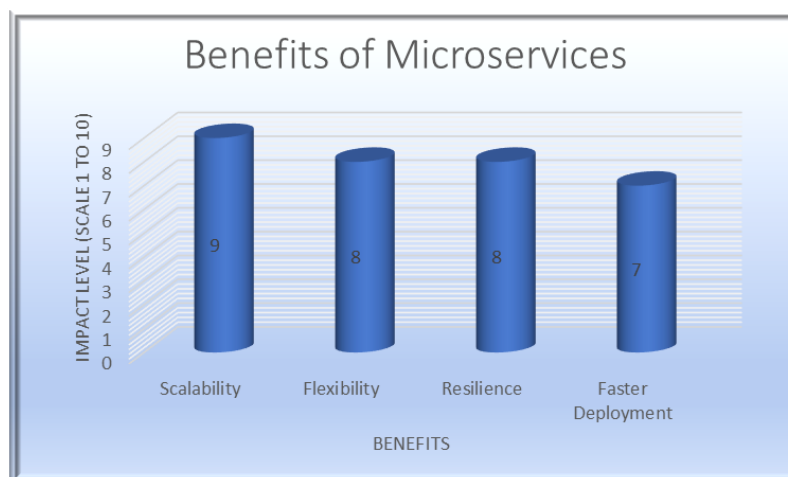 Benefits of Microservices
IMPACT LEVEL (SCALE 1 TO 10)
9
8
7
6
5
4
3
2
1
0
9
8
8
7
Scalability
Flexibility
Resilience
Faster
Deployment
BENEFITS